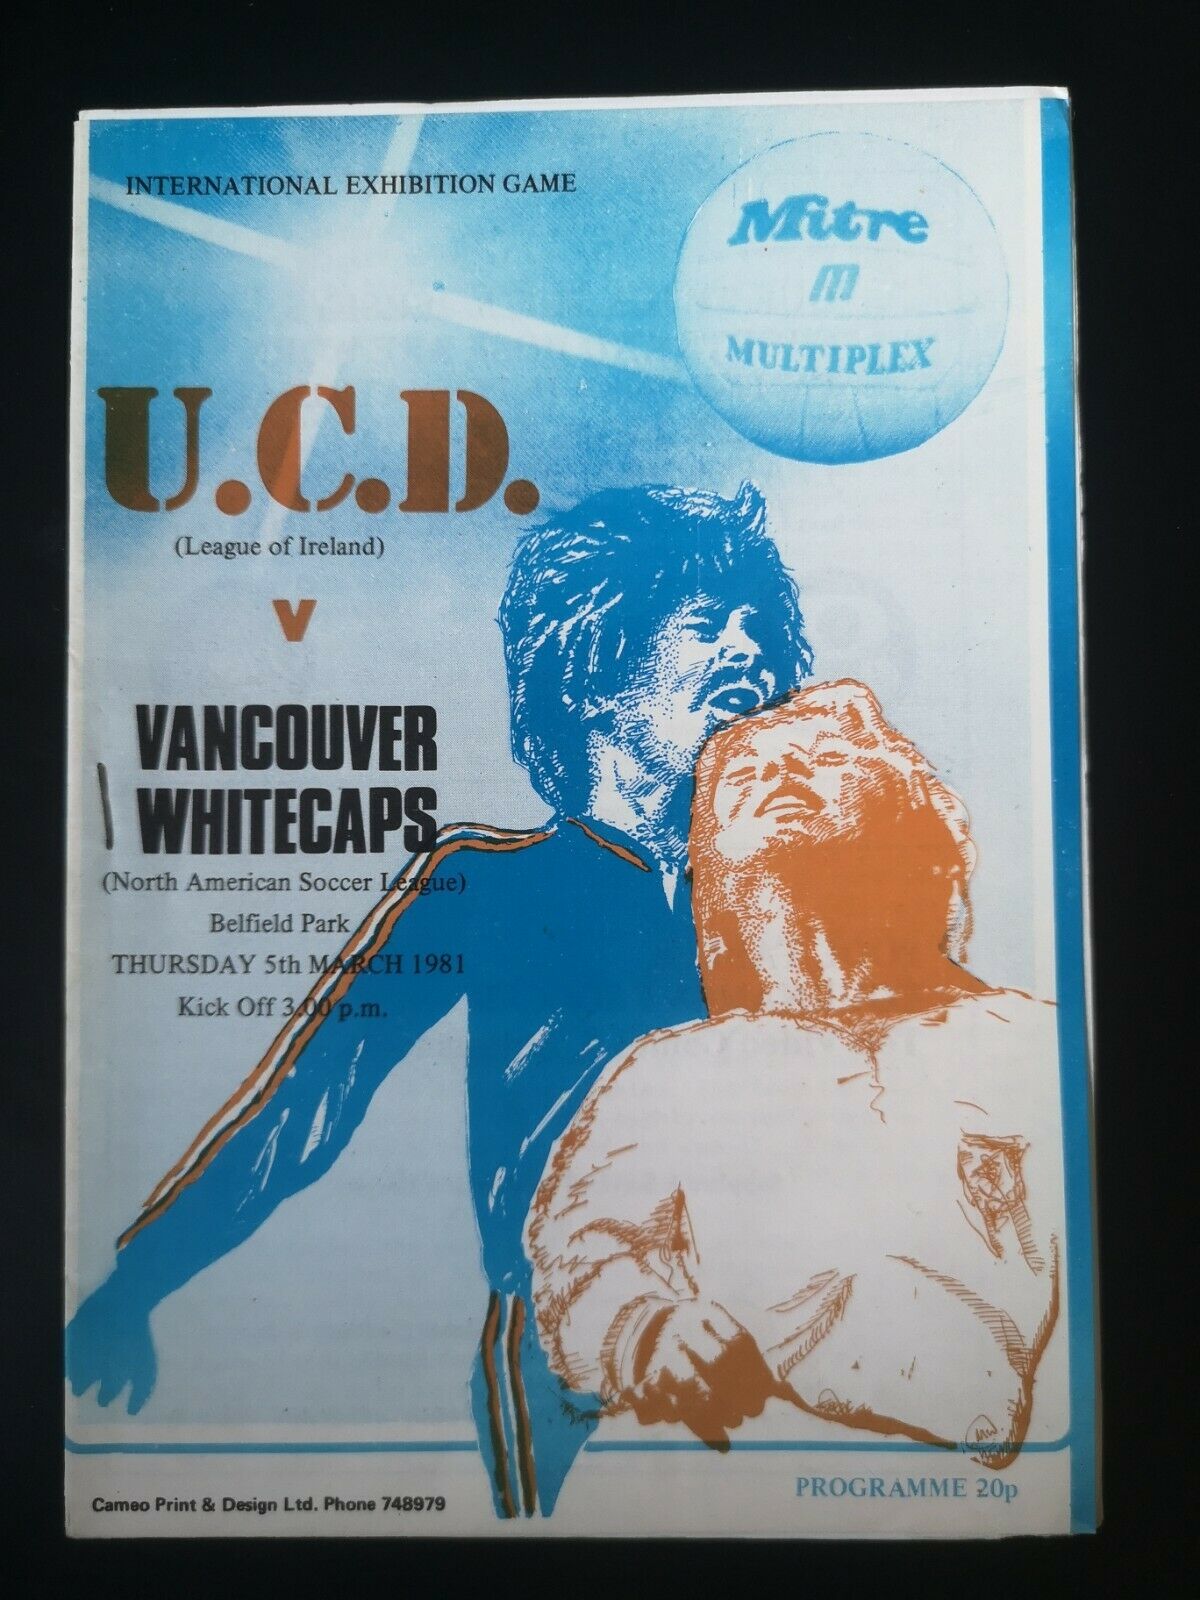 INTERNATIONAL EXHIBITION GAME
Mitre
m
MULTIPLEX
U.C.D.
(League of Ireland)
v
VANCOUVER
WHITECAPS
(North American Soccer League)
Belfield Park
THURSDAY 5th MARCH 1981
Kick Off 3.00 p.m.
PROGRAMME 20p
Cameo Print & Design Ltd. Phone 748979